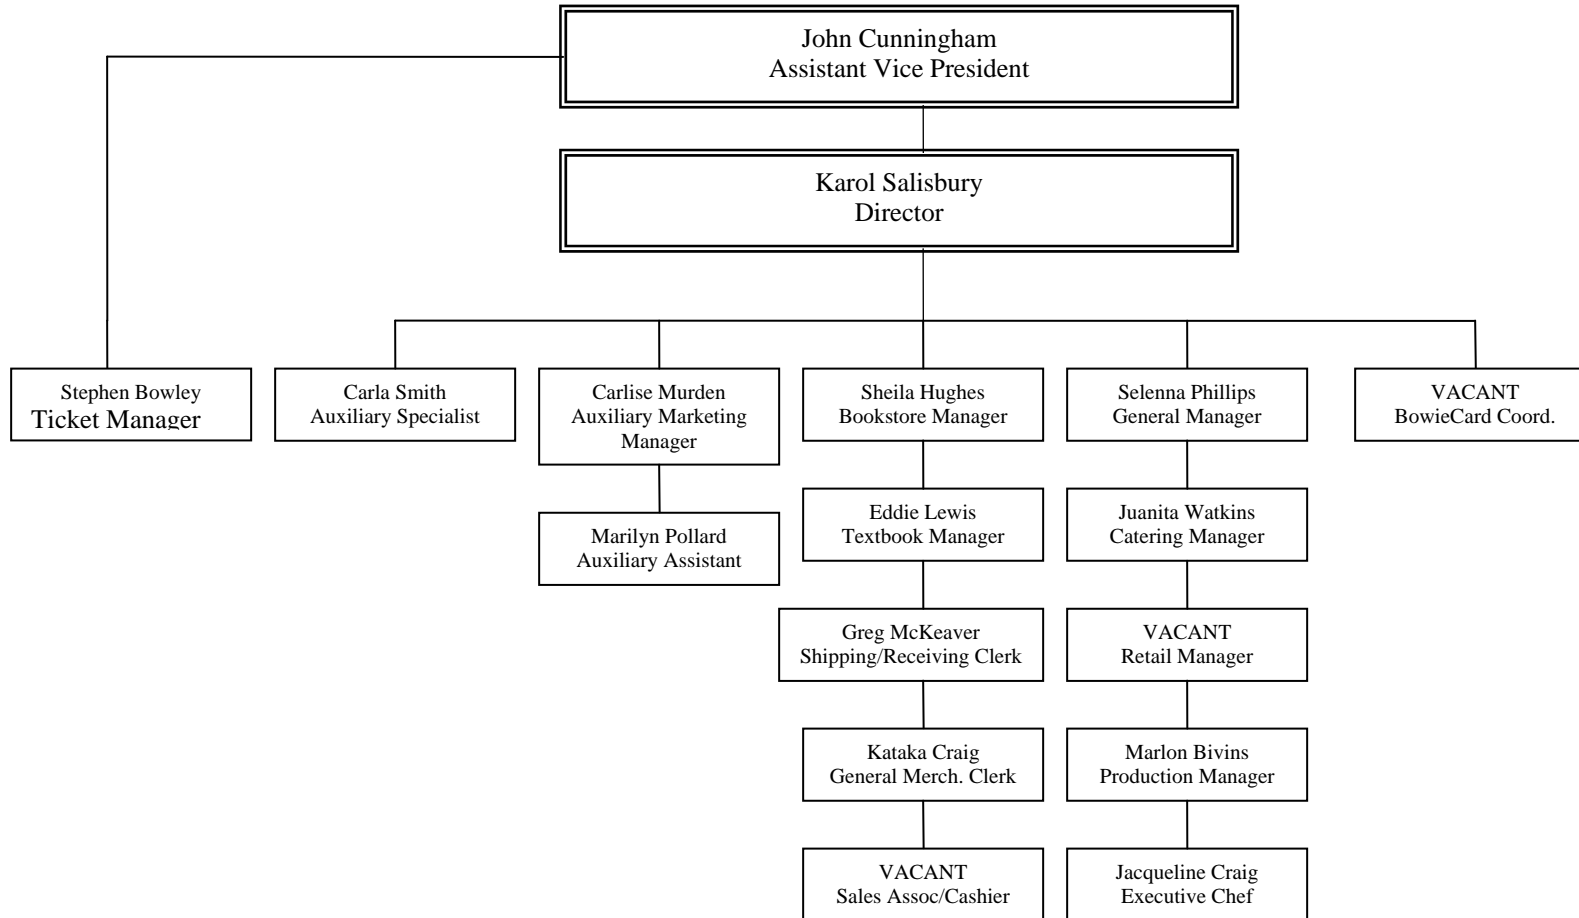 John Cunningham
Assistant Vice President
Karol Salisbury
Director
Stephen Bowley
Ticket Manager
Carla Smith
Auxiliary Specialist
Carlise Murden
Auxiliary Marketing
Manager
Sheila Hughes
Bookstore Manager
Selenna Phillips
General Manager
VACANT
BowieCard Coord.
Marilyn Pollard
Auxiliary Assistant
Eddie Lewis
Textbook Manager
Juanita Watkins
Catering Manager
Greg McKeaver
Shipping/Receiving Clerk
VACANT
Retail Manager
Kataka Craig
General Merch. Clerk
Marlon Bivins
Production Manager
VACANT
Sales Assoc/Cashier
Jacqueline Craig
Executive Chef